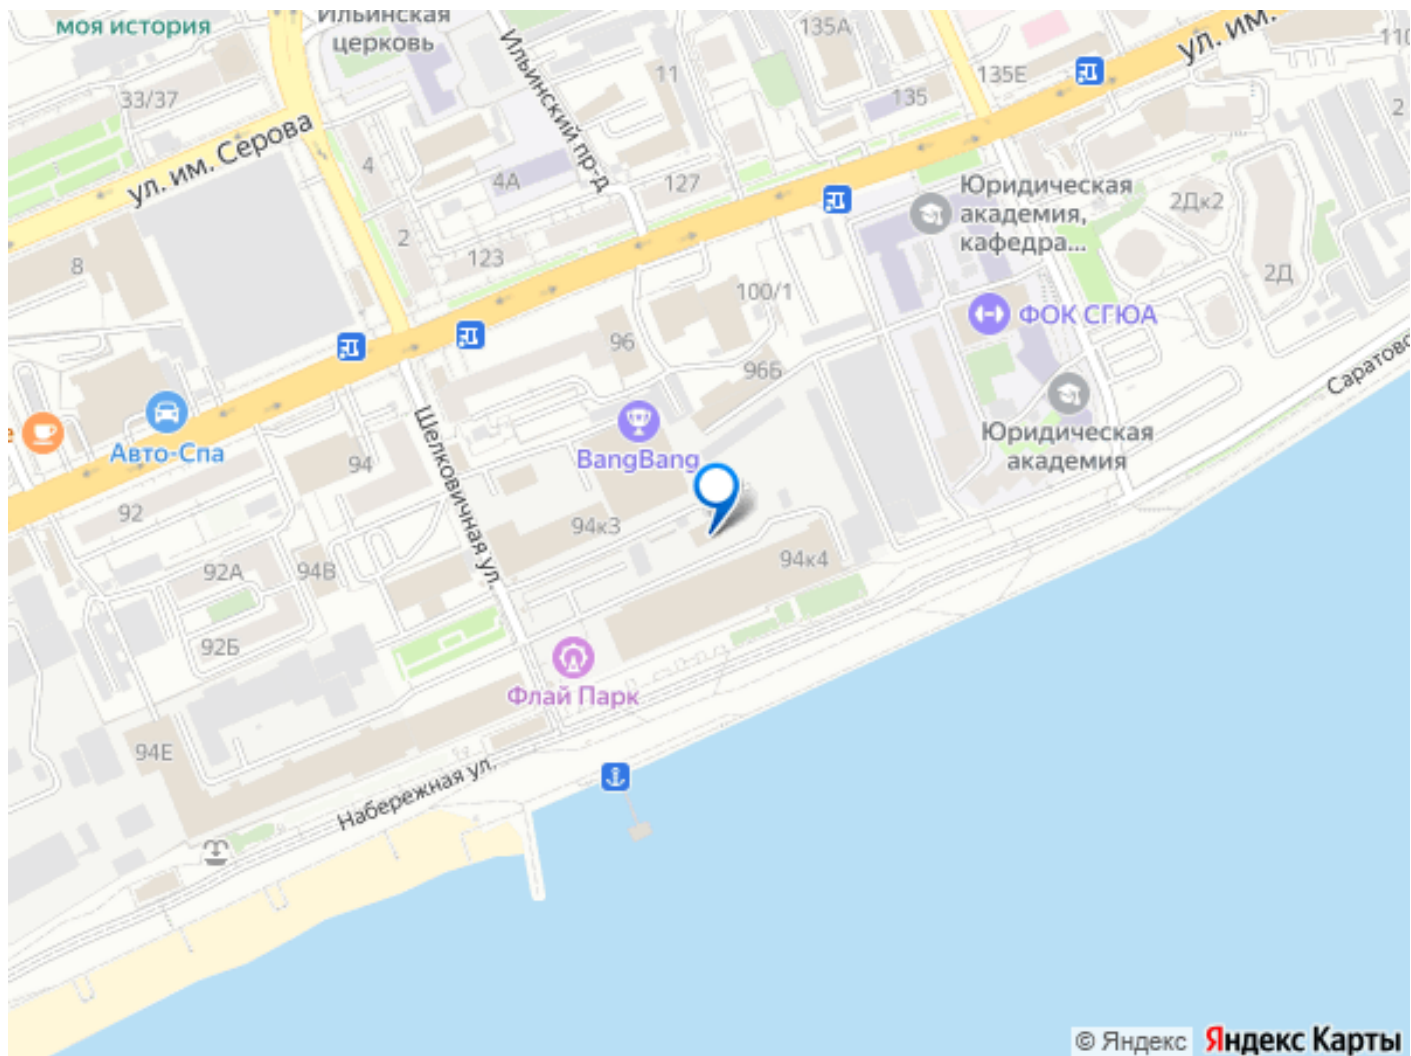 моя история
Ильинская
церковь
135А
ул. им.
110
33/37
11
135Е
135
2
ул. им. Серова
4
4А
Ильинский пр-д
127
Юридическая
академия,
кафедра...
2Дк2
2
123
8
100/1
2Д
ФОК СГЮА
96
96Б
Саратовс
е
Авто-Спа
94
Шелковичная ул.
BangBang
Юридическая
академия
92
94к3
94к4
92А
94В
92Б
Флай Парк
94Е
Набережная ул.
© Яндекс
Яндекс Карты